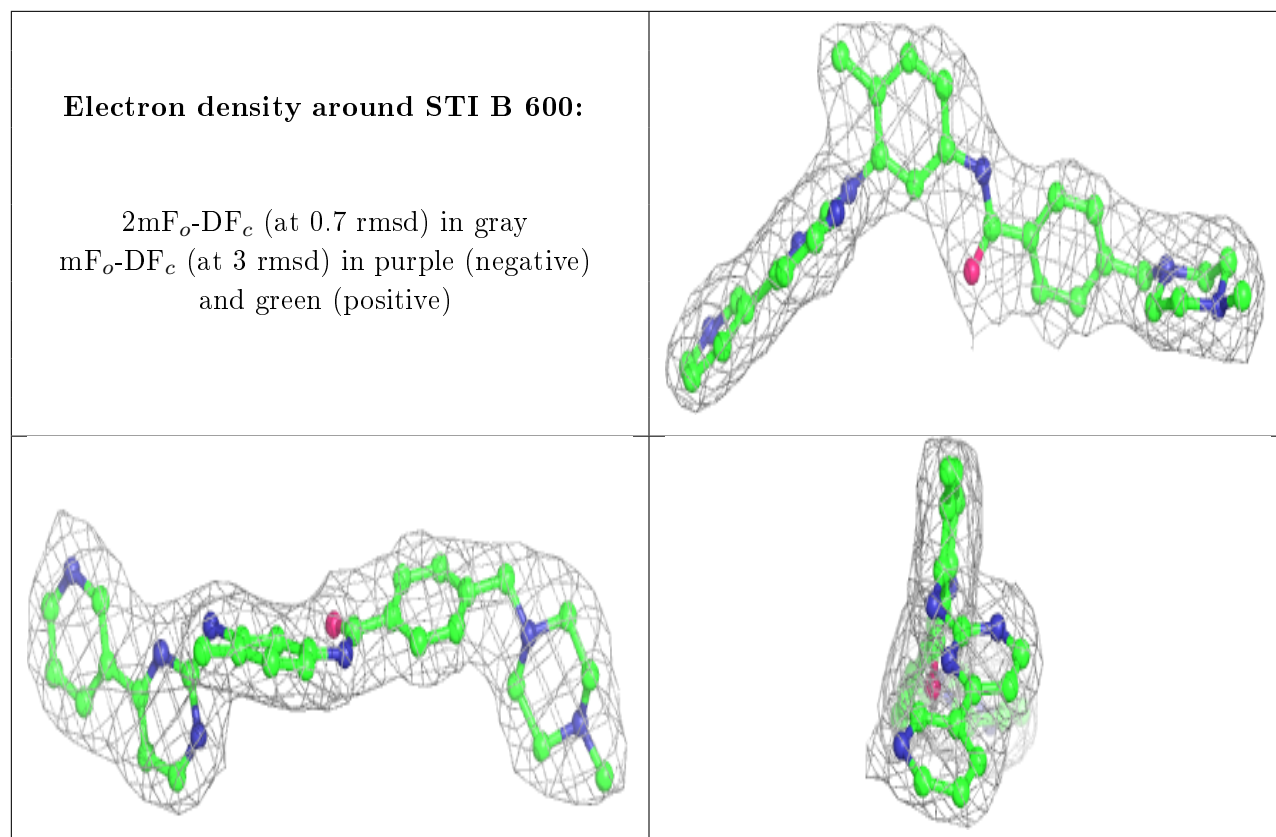 Electron density around STI B 600:
2mFo-DFc (at 0.7 rmsd) in gray
mFo-DFc (at 3 rmsd) in purple (negative)
and green (positive)